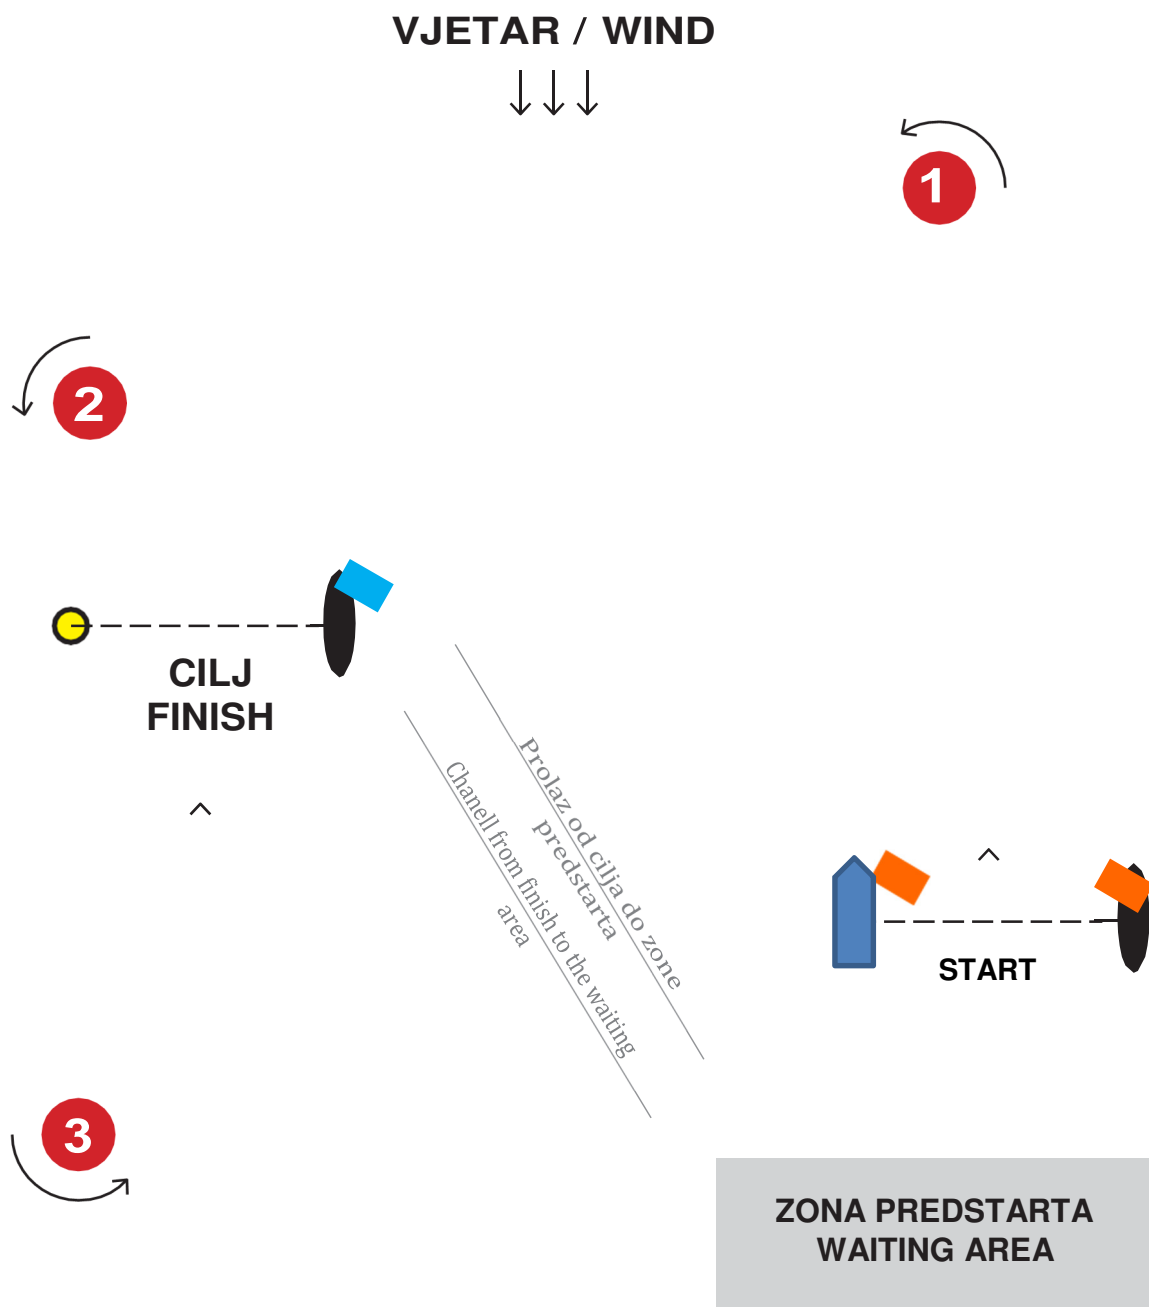 VJETAR / WIND
1
2
CILJ
FINISH
Prolaz od cilja do zone
predstarta
Chanell from finish to the waiting
area
START
3
ZONA PREDSTARTA
WAITING AREA